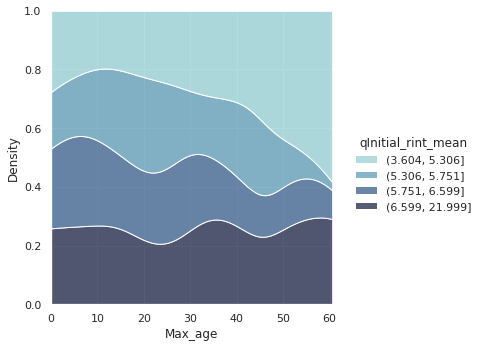 1.0
0.8
0.6
0.4
0.2
0.0
Density
0 10 20 30 40 50 60
Max_age
qInitial_rint_mean
(3.604, 5.306]
(5.306, 5.751]
(5.751, 6.599]
(6.599, 21.999]